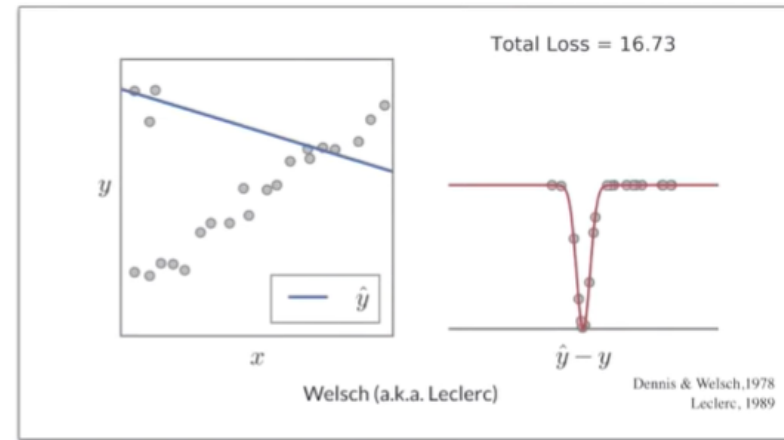 Total Loss = 16.73
y
ŷ
x
ŷ − y
Welsch (a.k.a. Leclerc)
Dennis & Welsch,1978
Leclerc, 1989